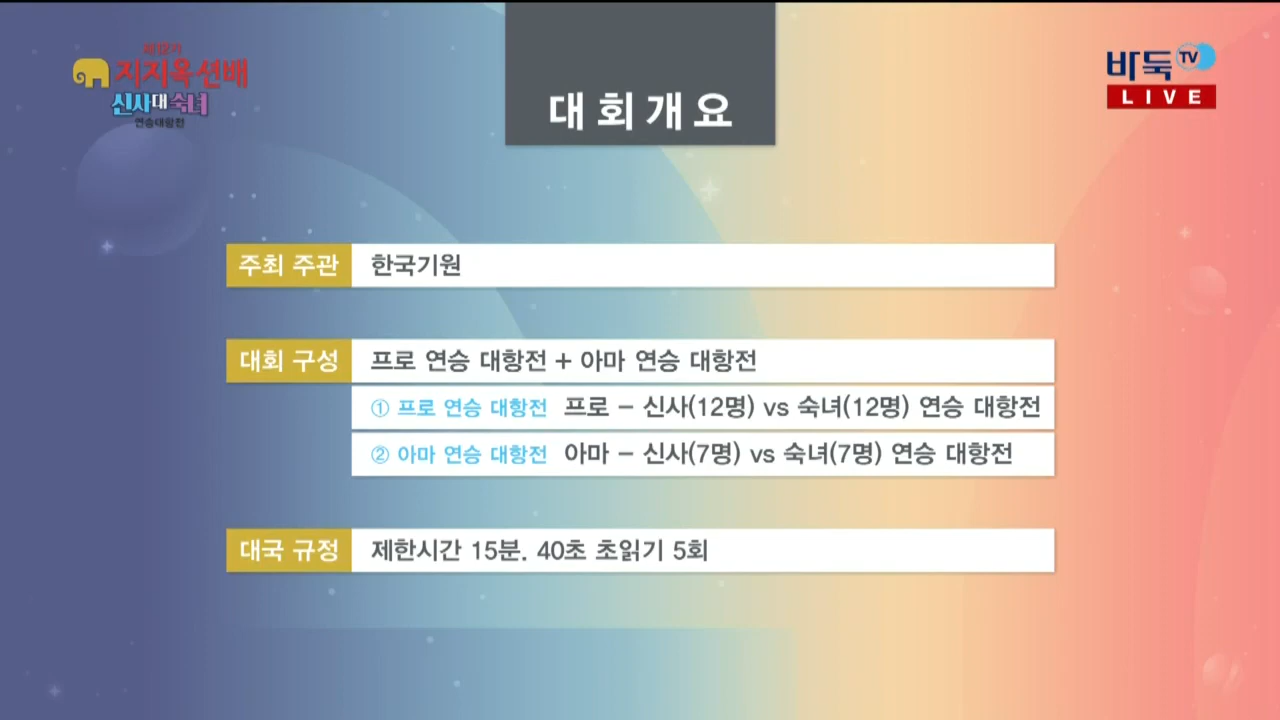 제12기
지지옥션배
신사대숙녀
연승대항전
바둑TV
LIVE
대회개요
주최 주관 한국기원
대회 구성 프로 연승 대항전 + 아마 연승 대항전
① 프로 연승 대항전 프로 – 신사(12명) vs 숙녀(12명) 연승 대항전
② 아마 연승 대항전 아마 – 신사(7명) vs 숙녀(7명) 연승 대항전
대국 규정 제한시간 15분. 40초 초읽기 5회